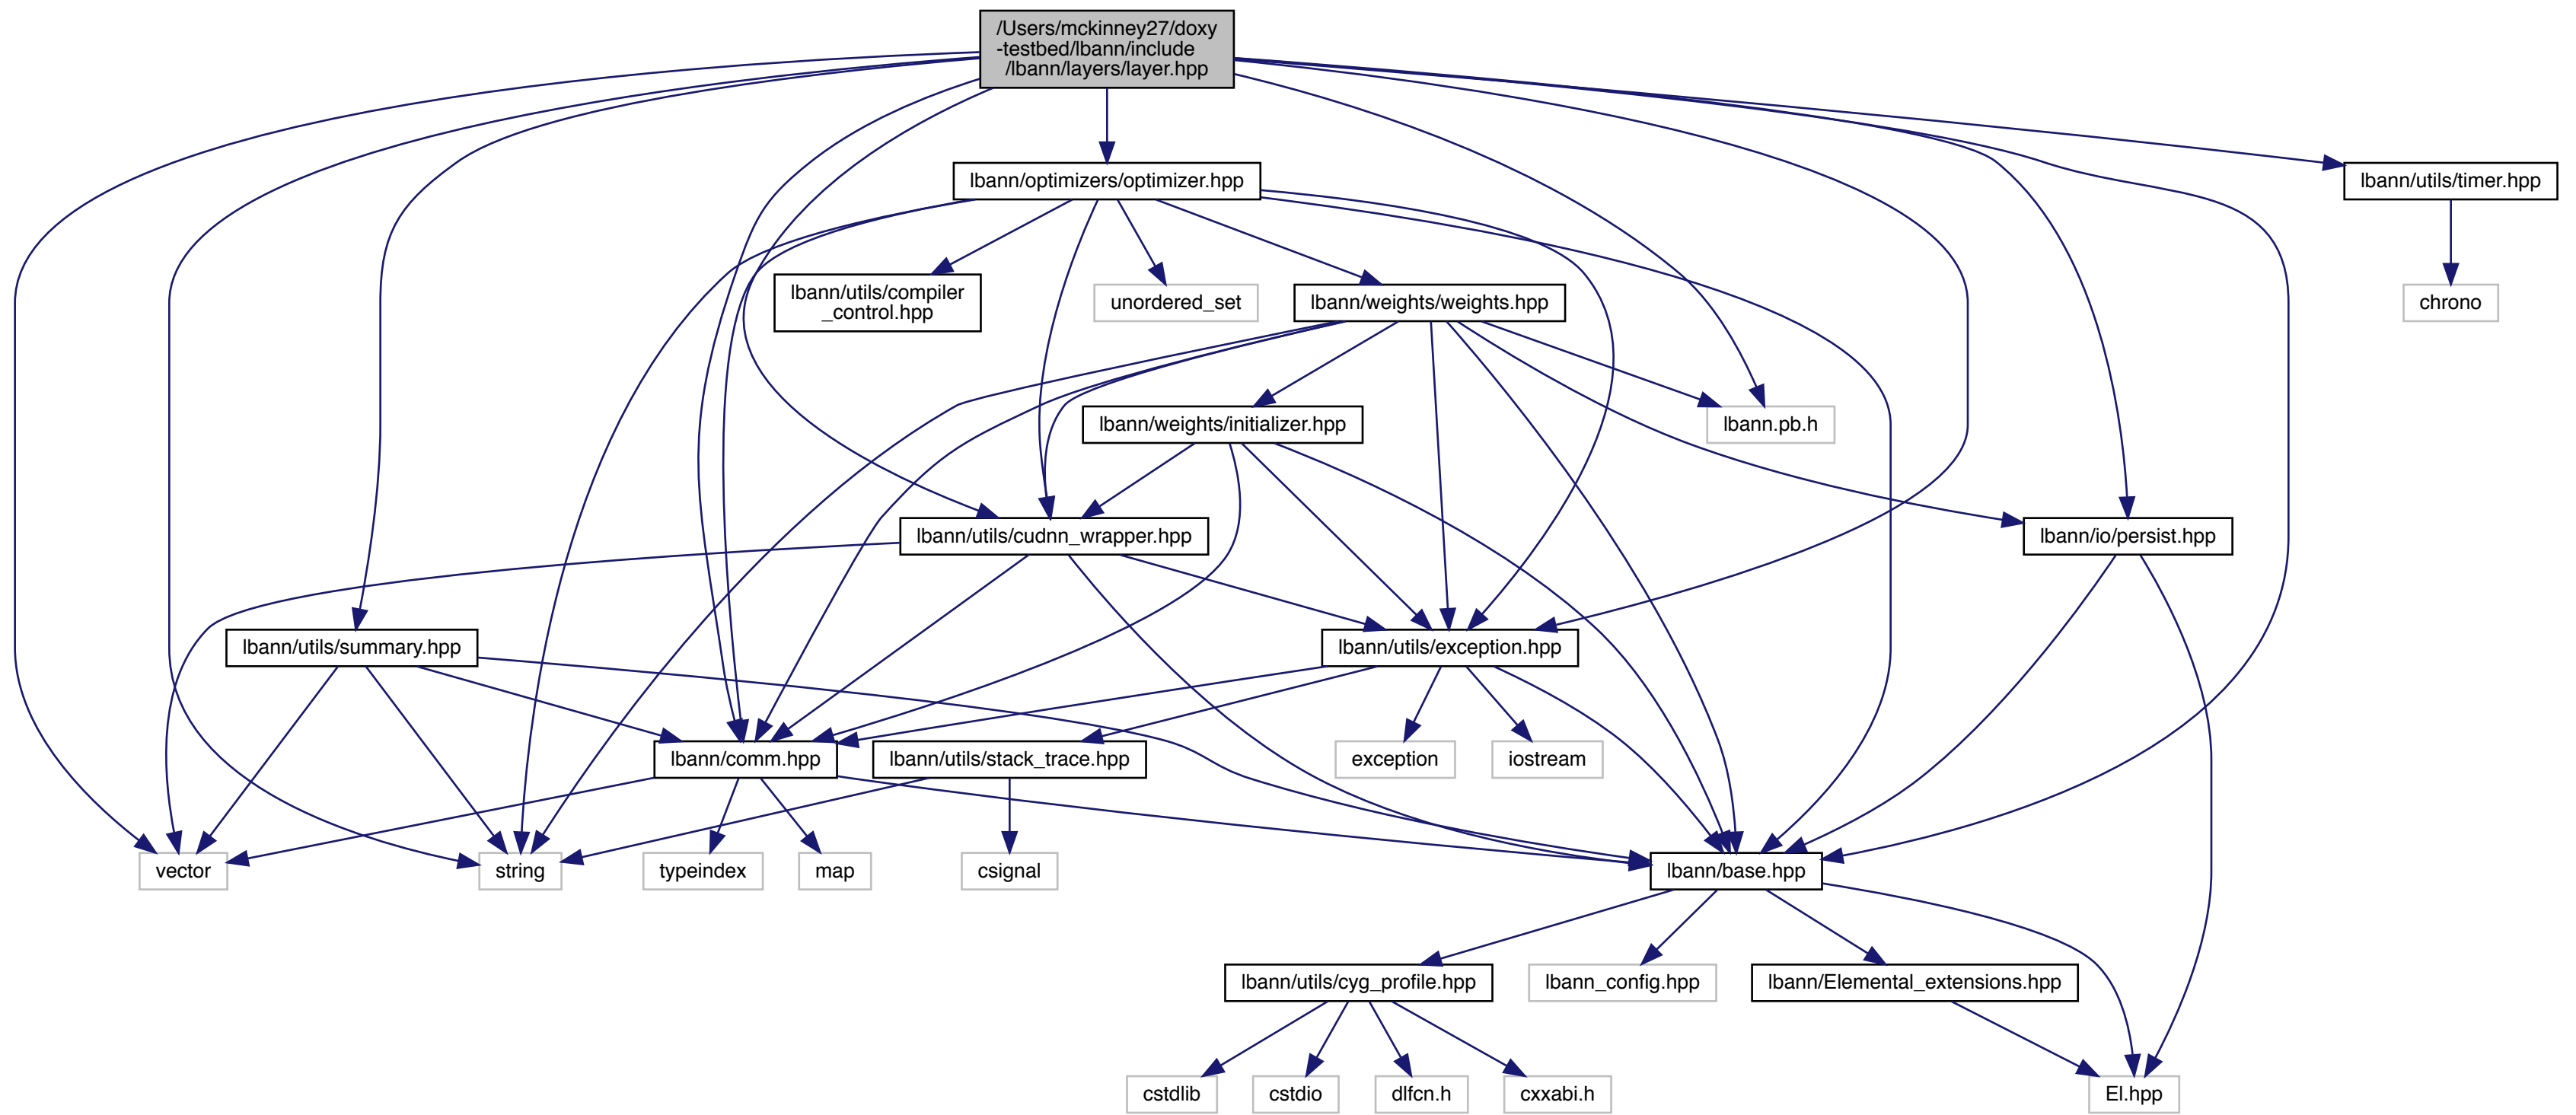 /Users/mckinney27/doxy
-testbed/lbann/include
/lbann/layers/layer.hpp
lbann/optimizers/optimizer.hpp
lbann/utils/timer.hpp
lbann/utils/compiler
_control.hpp
unordered_set
lbann/weights/weights.hpp
chrono
lbann/weights/initializer.hpp
lbann.pb.h
lbann/utils/cudnn_wrapper.hpp
lbann/io/persist.hpp
lbann/utils/summary.hpp
lbann/utils/exception.hpp
lbann/comm.hpp
lbann/utils/stack_trace.hpp
exception
iostream
vector
string
typeindex
map
csignal
lbann/base.hpp
lbann/utils/cyg_profile.hpp
lbann_config.hpp
lbann/Elemental_extensions.hpp
cstdlib
cstdio
dlfcn.h
cxxabi.h
El.hpp